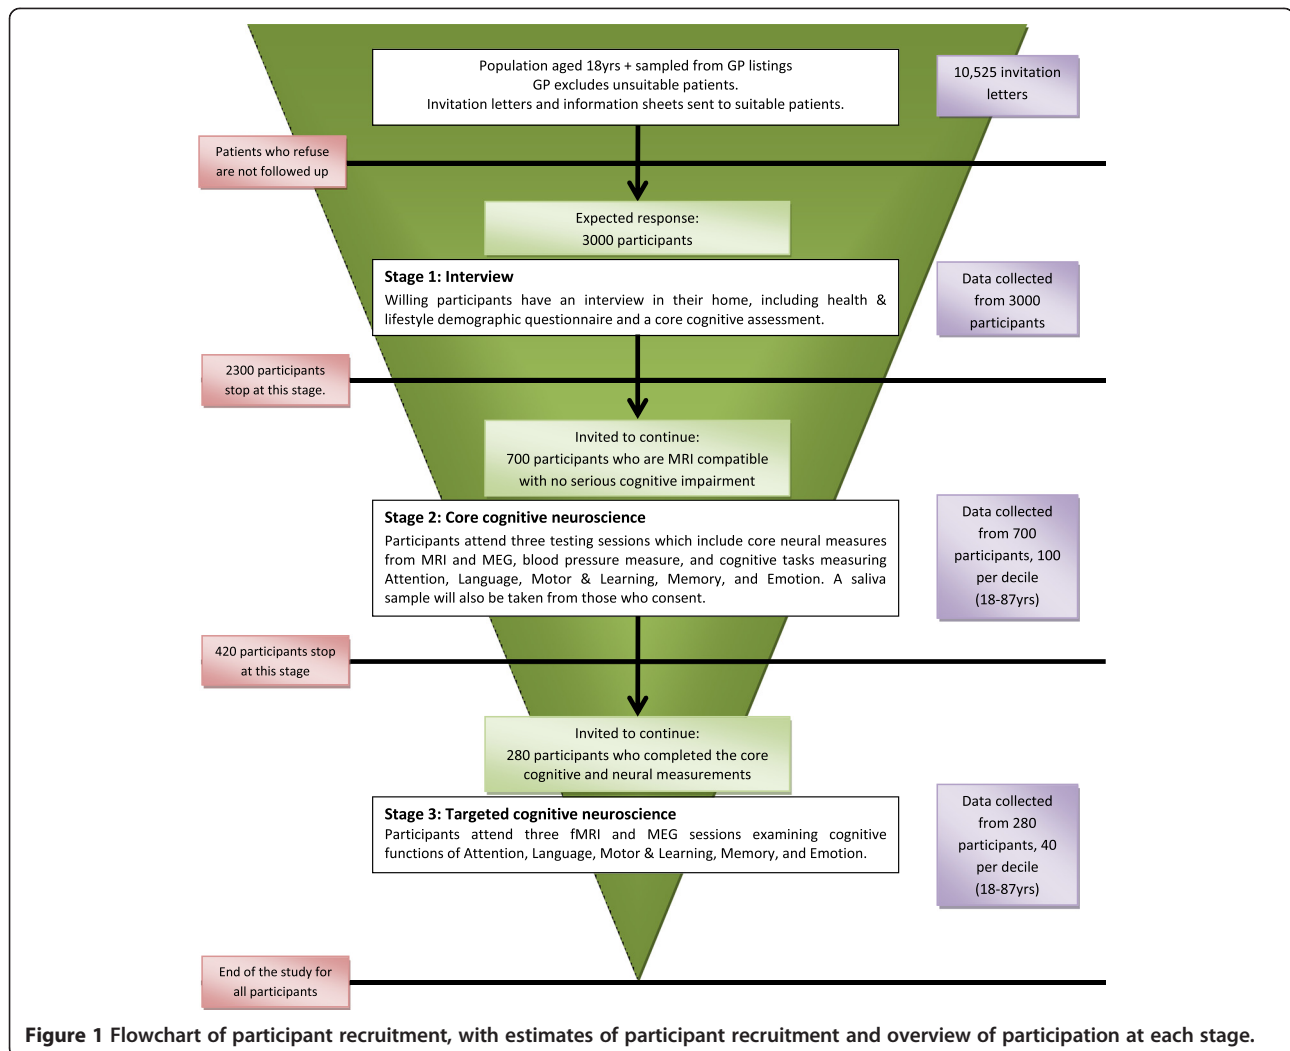 Population aged 18yrs + sampled from GP listings
GP excludes unsuitable patients.
Invitation letters and information sheets sent to suitable patients.
10,525 invitation
letters
Patients who refuse
are not followed up
Expected response:
3000 participants
Stage 1: Interview
Willing participants have an interview in their home, including health &
lifestyle demographic questionnaire and a core cognitive assessment.
Data collected
from 3000
participants
2300 participants
stop at this stage.
Invited to continue:
700 participants who are MRI compatible
with no serious cognitive impairment
Stage 2: Core cognitive neuroscience
Participants attend three testing sessions which include core neural measures
from MRI and MEG, blood pressure measure, and cognitive tasks measuring
Attention, Language, Motor & Learning, Memory, and Emotion. A saliva
sample will also be taken from those who consent.
Data collected
from 700
participants, 100
per decile
(18-87yrs)
420 participants stop
at this stage
Invited to continue:
280 participants who completed the core
cognitive and neural measurements
Stage 3: Targeted cognitive neuroscience
Participants attend three fMRI and MEG sessions examining cognitive
functions of Attention, Language, Motor & Learning, Memory, and Emotion.
Data collected
from 280
participants, 40
per decile
(18-87yrs)
End of the study for
all participants
Figure 1 Flowchart of participant recruitment, with estimates of participant recruitment and overview of participation at each stage.